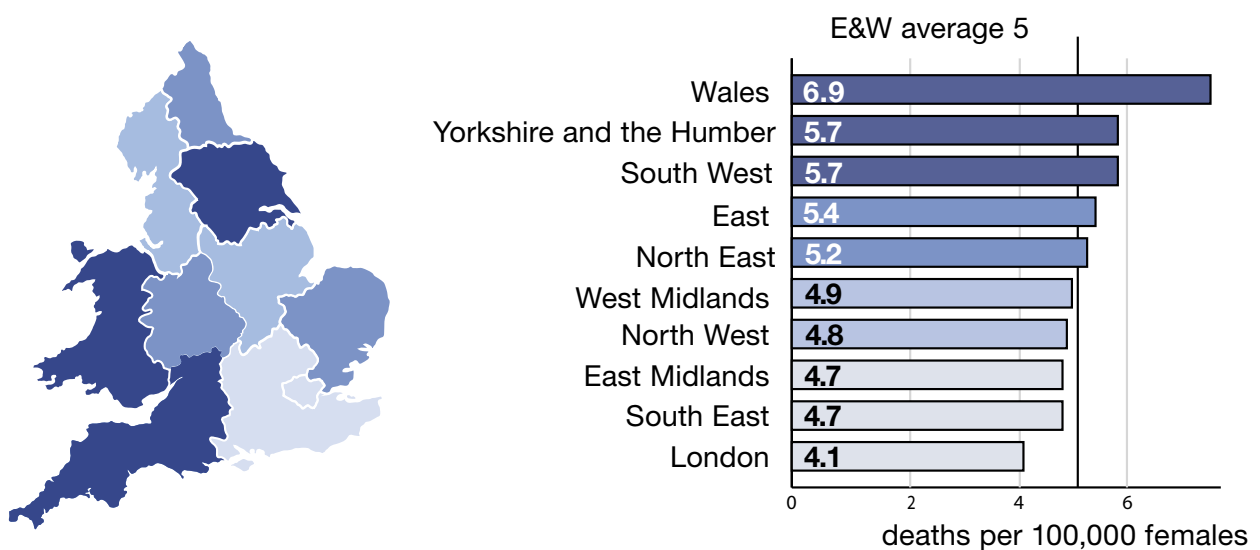 E&W average 5
Wales 6.9
Yorkshire and the Humber 5.7
South West 5.7
East 5.4
North East 5.2
West Midlands 4.9
North West 4.8
East Midlands 4.7
South East 4.7
London 4.1
0 2 4 6
deaths per 100,000 females